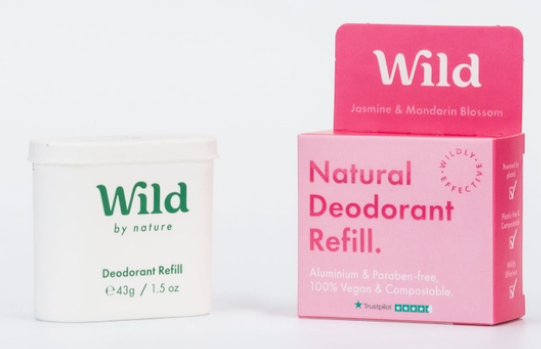 Wild
by nature
Deodorant Refill
℮43g / 1.5 oz
Wild
Jasmine & Mandarin Blossom
WILDLY
EFFECTIVE
Natural
Deodorant
Refill.
Aluminium & Paraben-free.
100% Vegan & Compostable.
Trustpilot